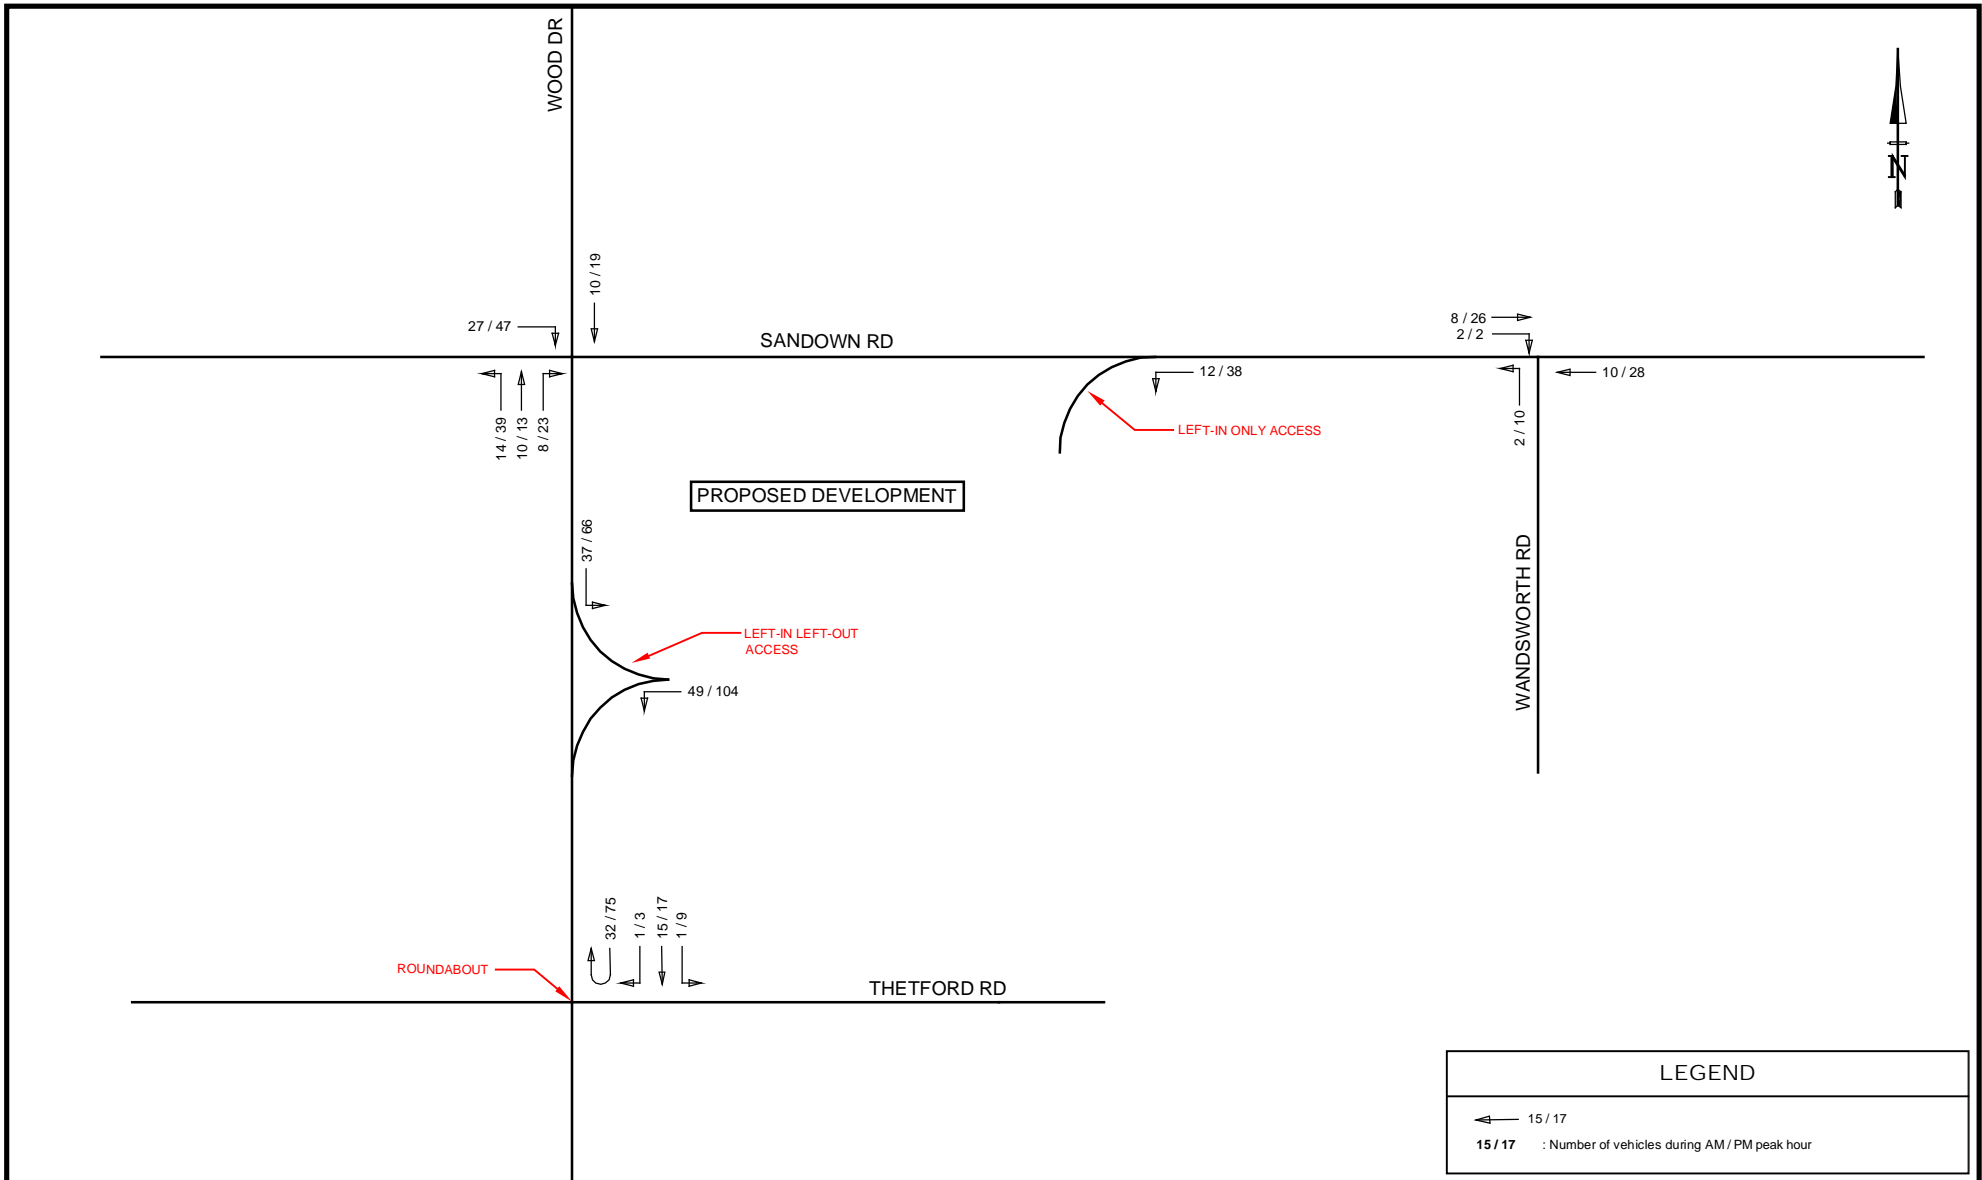 WOOD DR
N
10 / 19
27 / 47
SANDOWN RD
8 / 26
2 / 2
12 / 38
10 / 28
14 / 39
10 / 13
8 / 23
2 / 10
LEFT-IN ONLY ACCESS
PROPOSED DEVELOPMENT
37 / 66
WANDSWORTH RD
LEFT-IN LEFT-OUT
ACCESS
49 / 104
32 / 75
1 / 3
15 / 17
1 / 9
ROUNDABOUT
THETFORD RD
LEGEND
15 / 17
15 / 17 : Number of vehicles during AM / PM peak hour